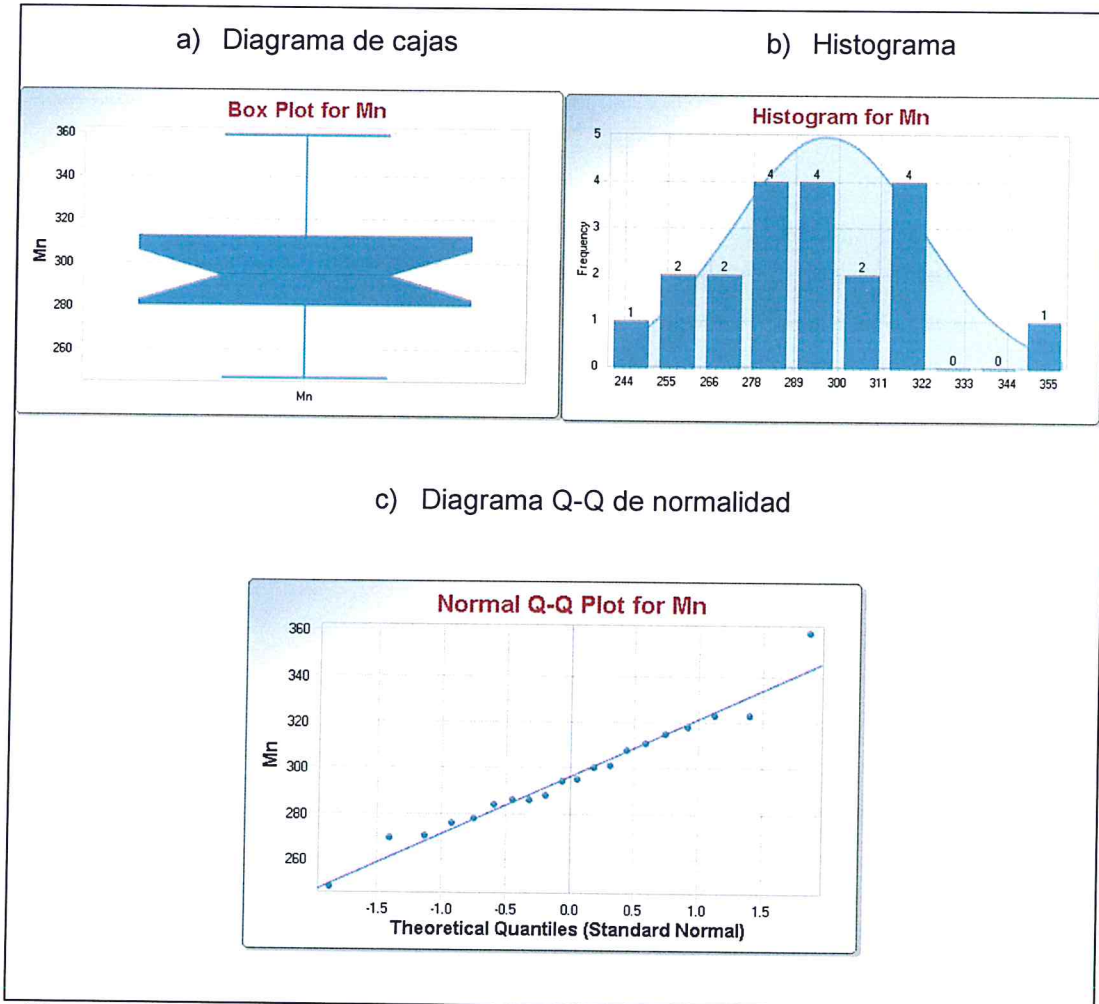 a) Diagrama de cajas
b) Histograma
Box Plot for Mn
360
340
320
300
280
260
Mn
Mn
Histogram for Mn
5
4
3
2
1
0
Frequency
1
2
2
4
4
2
4
0
0
1
244 255 266 278 289 300 311 322 333 344 355
c) Diagrama Q-Q de normalidad
Normal Q-Q Plot for Mn
360
340
320
300
280
260
Mn
-1.5 -1.0 -0.5 0.0 0.5 1.0 1.5
Theoretical Quantiles (Standard Normal)